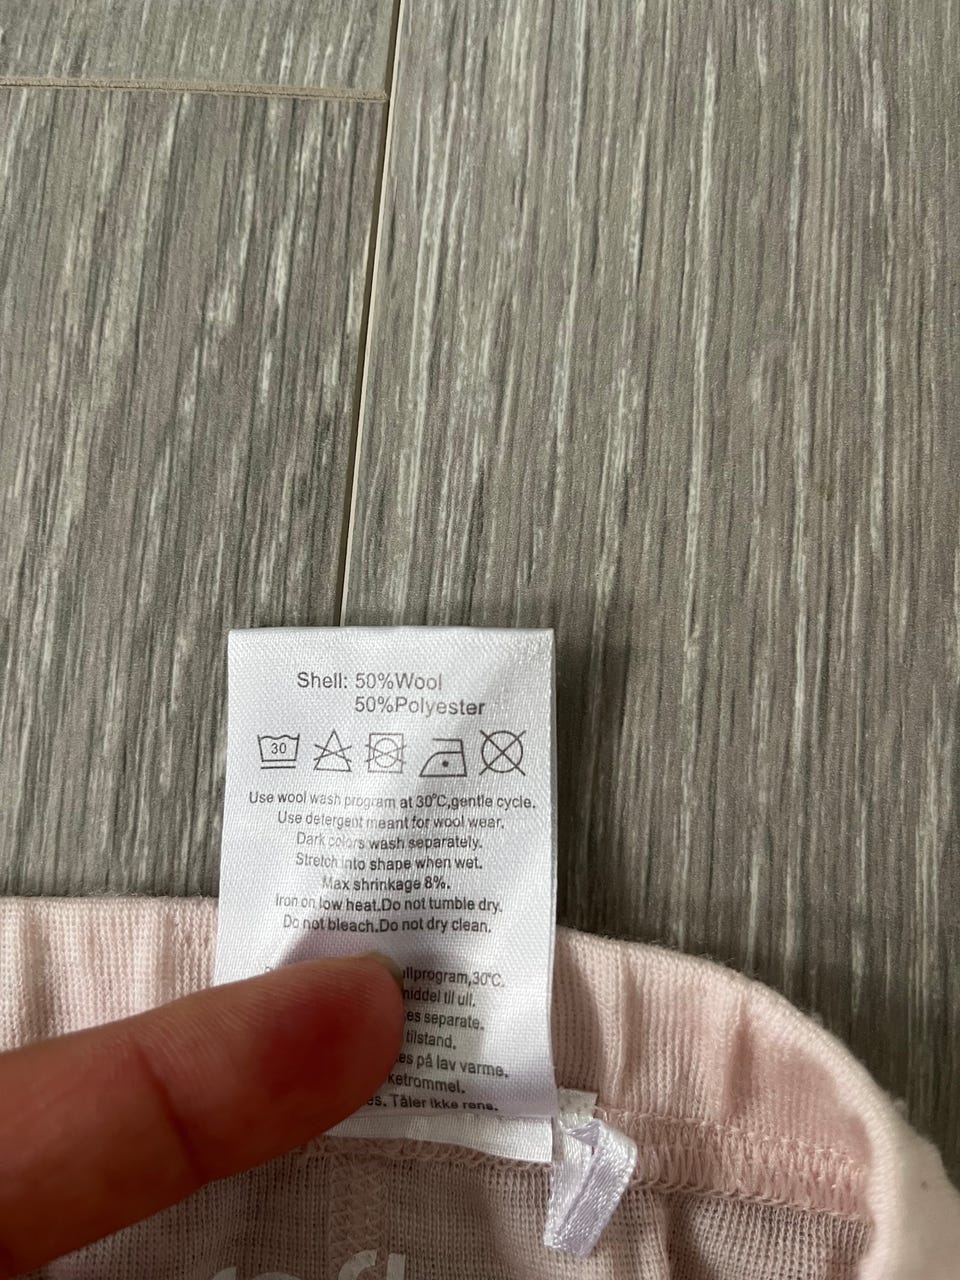 Shell: 50%Wool
50%Polyester
30
Use wool wash program at 30°C,gentle cycle.
Use detergent meant for wool wear.
Dark colors wash separately.
Stretch into shape when wet.
Max shrinkage 8%.
Iron on low heat.Do not tumble dry.
Do not bleach.Do not dry clean.
ullprogram,30°C.
middel til ull.
separate.
tilstand.
på lav varme.
Tåler ikke rens.